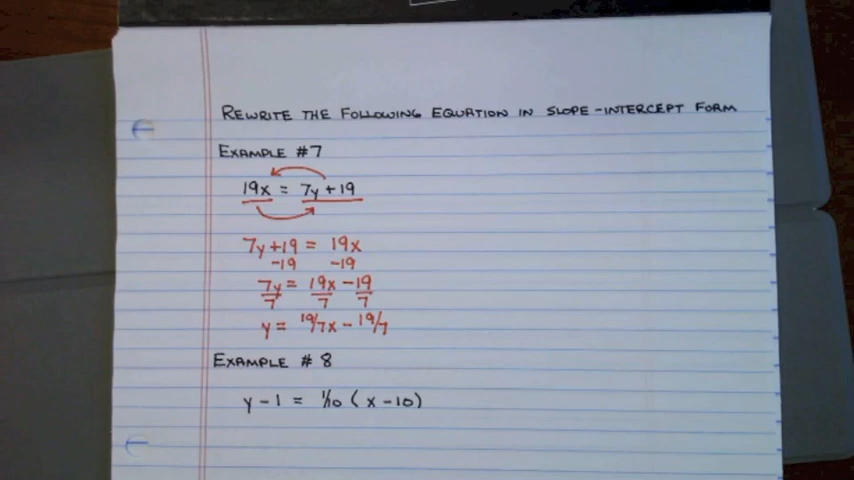 REWRITE THE FOLLOWING EQUATION IN SLOPE-INTERCEPT FORM
EXAMPLE #7
19x = 7y + 19
7y + 19 = 19x
-19 -19
7y = 19x - 19
7 7 7
y = 19/7x - 19/7
EXAMPLE # 8
y - 1 = 1/10 (x - 10)